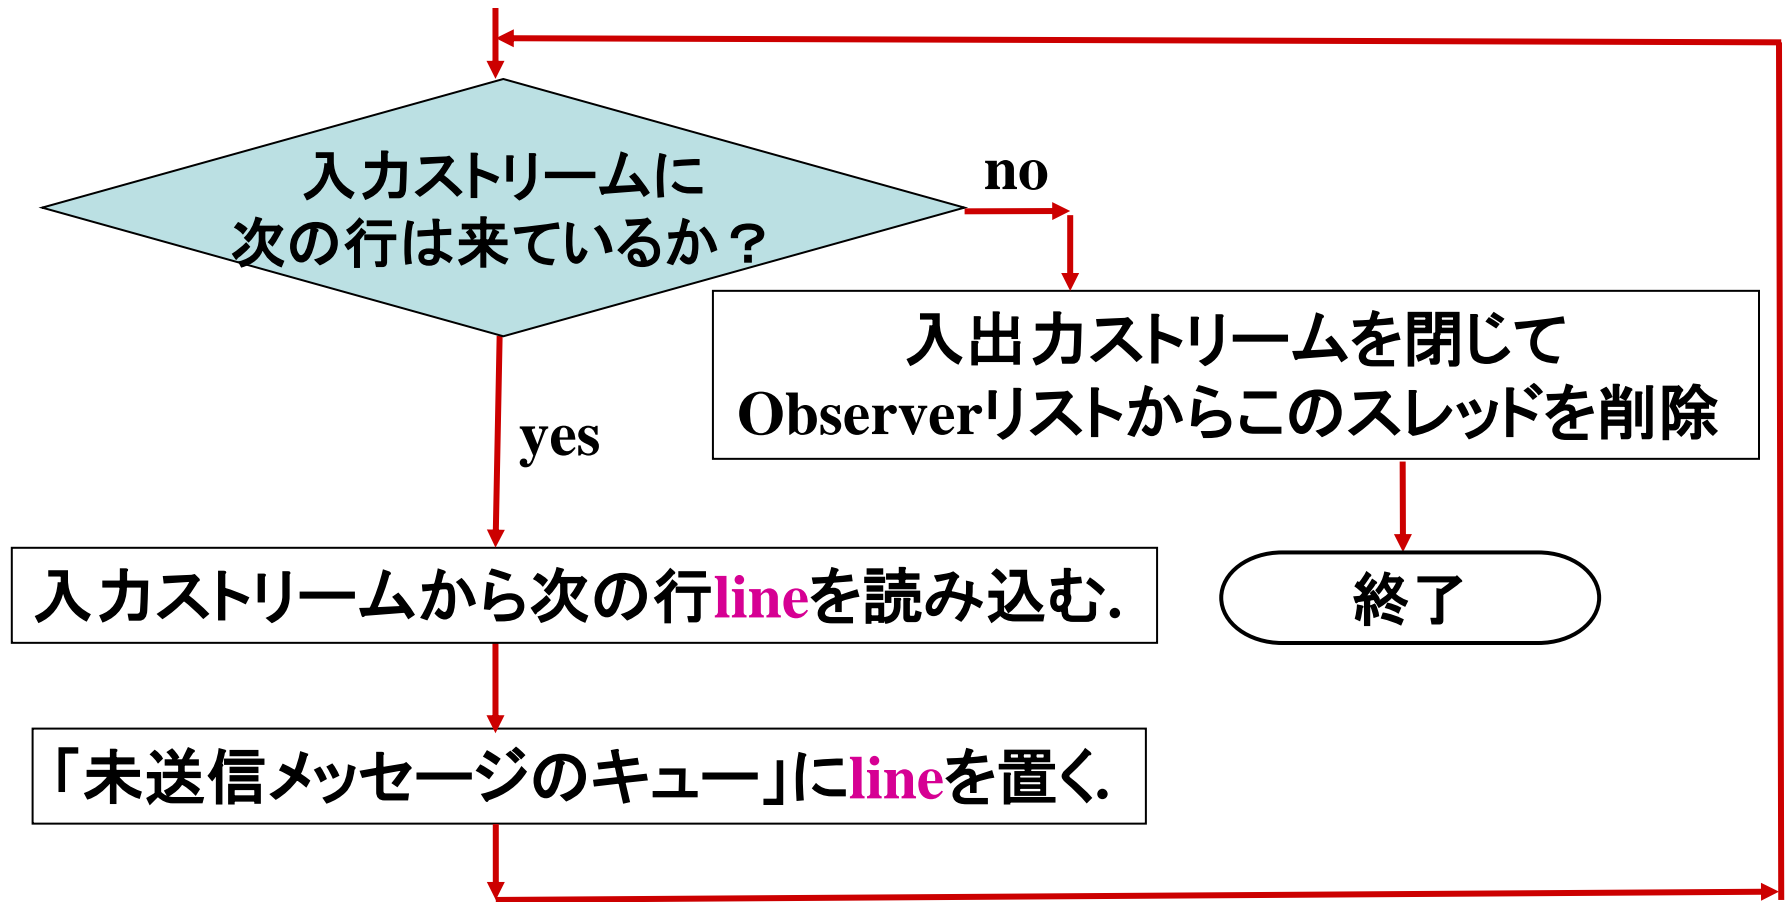 入力ストリームに
次の行は来ているか？
no
入出力ストリームを閉じて
Observerリストからこのスレッドを削除
yes
入力ストリームから次の行lineを読み込む.
終了
「未送信メッセージのキュー」にlineを置く.